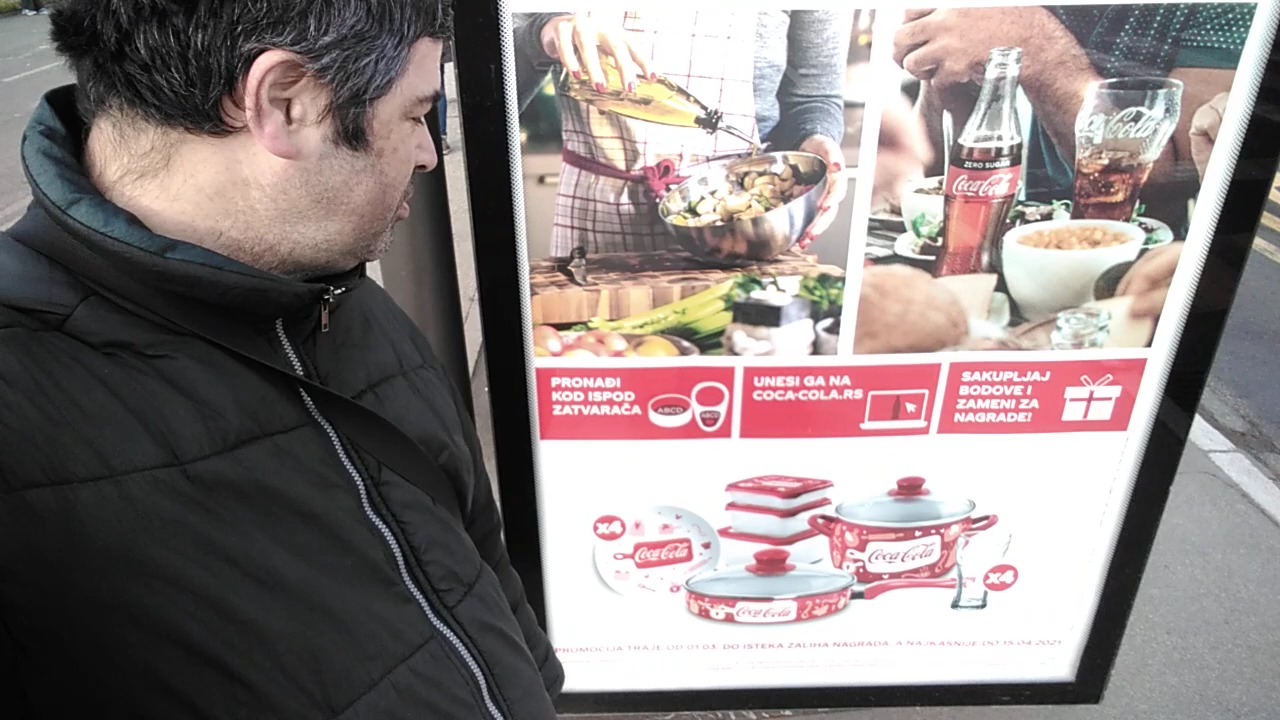 ZERO SUGAR
Coca-Cola
Coca-Cola
PRONAĐI
KOD ISPOD
ZATVARAČA
ABCD
ABCD
UNESI GA NA
COCA-COLA.RS
SAKUPLJAJ
BODOVE I
ZAMENI ZA
NAGRADE!
x4
Coca-Cola
Coca-Cola
Coca-Cola
x4
PROMOCIJA TRAJE OD 01.03. DO ISTEKA ZALIHA NAGRADA, A NAJKASNIJE DO 15.04.2021